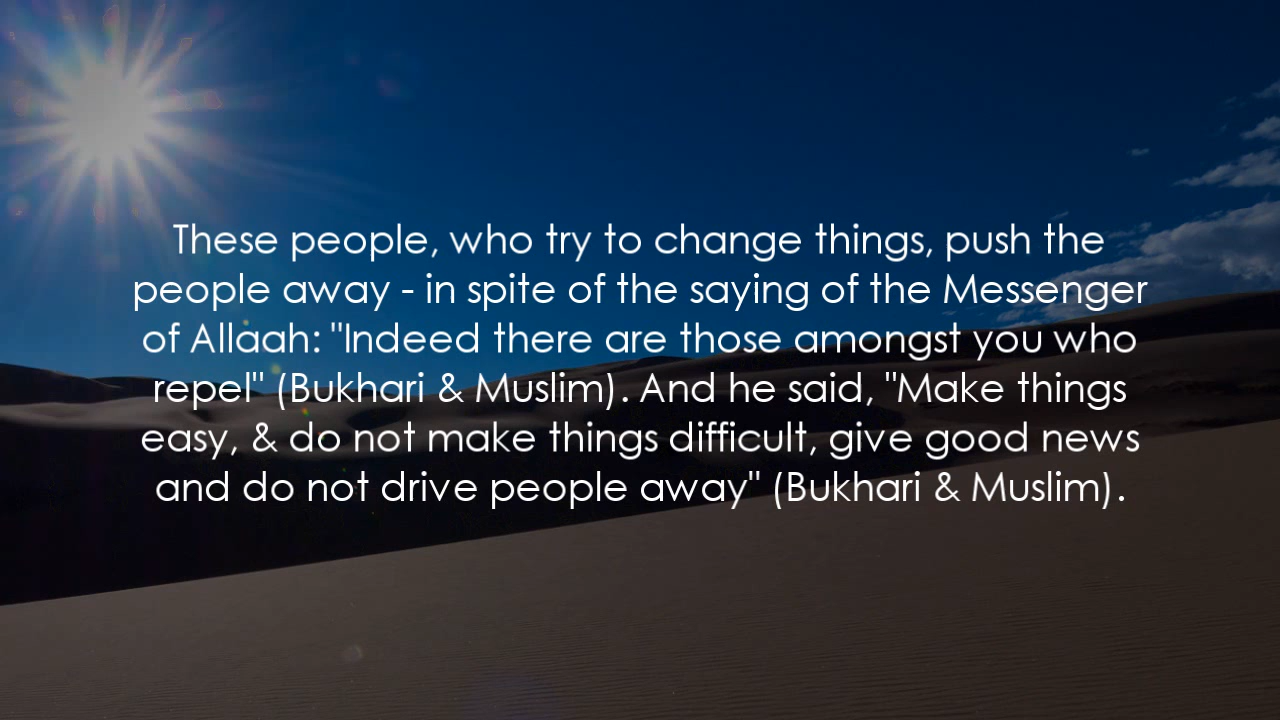 These people, who try to change things, push the
people away - in spite of the saying of the Messenger
of Allaah: "Indeed there are those amongst you who
repel" (Bukhari & Muslim). And he said, "Make things
easy, & do not make things difficult, give good news
and do not drive people away" (Bukhari & Muslim).